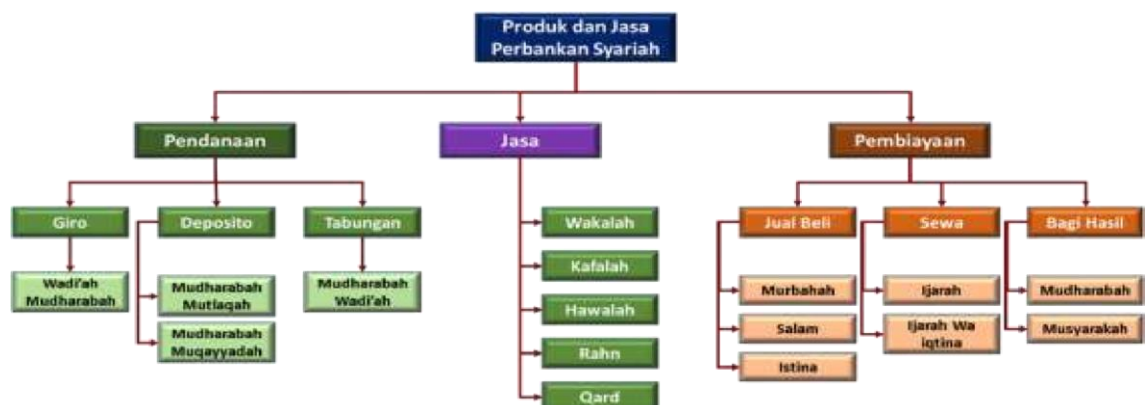 Produk dan Jasa
Perbankan Syariah
Pendanaan
Jasa
Pembiayaan
Giro
Deposito
Tabungan
Wadi'ah
Mudharabah
Mudharabah
Mutlaqah
Mudharabah
Muqayyadah
Mudharabah
Wadi'ah
Wakalah
Kafalah
Hawalah
Rahn
Qard
Jual Beli
Sewa
Bagi Hasil
Murbahah
Salam
Istina
Ijarah
Ijarah Wa
iqtina
Mudharabah
Musyarakah